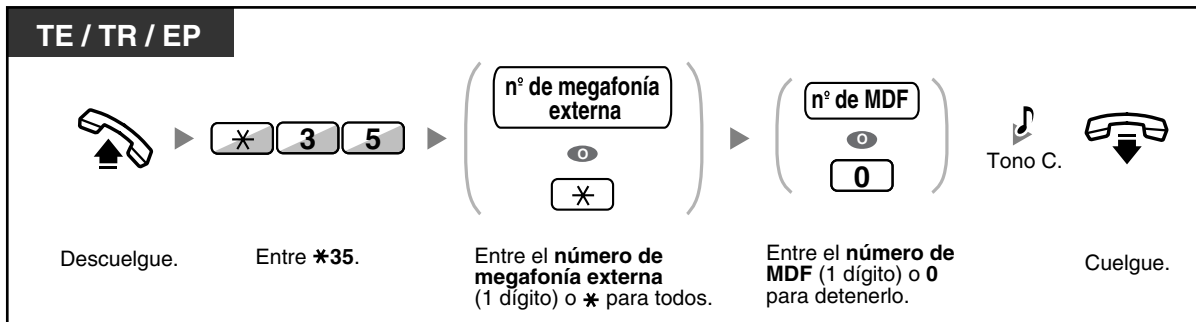 TE / TR / EP
✳ 3 5
nº de megafonía
externa
O
✳
nº de MDF
O
0
Tono C.
Descuelgue.
Entre ✳35.
Entre el número de
megafonía externa
(1 dígito) o ✳ para todos.
Entre el número de
MDF (1 dígito) o 0
para detenerlo.
Cuelgue.